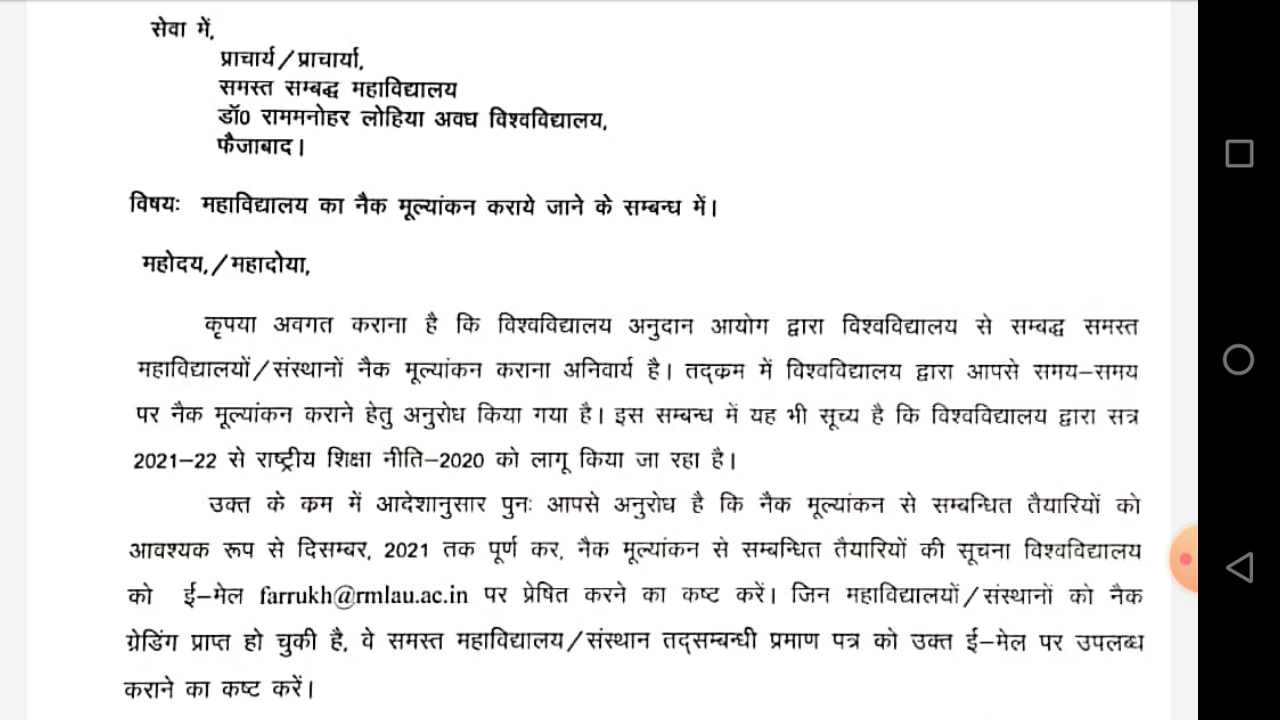 सेवा में,
प्राचार्य/प्राचार्या,
समस्त सम्बद्ध महाविद्यालय
डॉ0 राममनोहर लोहिया अवध विश्वविद्यालय,
फैजाबाद।
विषयः महाविद्यालय का नैक मूल्यांकन कराये जाने के सम्बन्ध में।
महोदय,/महादोया,
कृपया अवगत कराना है कि विश्वविद्यालय अनुदान आयोग द्वारा विश्वविद्यालय से सम्बद्ध समस्त
महाविद्यालयों/संस्थानों नैक मूल्यांकन कराना अनिवार्य है। तद्क्रम में विश्वविद्यालय द्वारा आपसे समय–समय
पर नैक मूल्यांकन कराने हेतु अनुरोध किया गया है। इस सम्बन्ध में यह भी सूच्य है कि विश्वविद्यालय द्वारा सत्र
2021–22 से राष्ट्रीय शिक्षा नीति–2020 को लागू किया जा रहा है।
उक्त के कम में आदेशानुसार पुनः आपसे अनुरोध है कि नैक मूल्यांकन से सम्बन्धित तैयारियों को
आवश्यक रूप से दिसम्बर, 2021 तक पूर्ण कर, नैक मूल्यांकन से सम्बन्धित तैयारियों की सूचना विश्वविद्यालय
को ई–मेल farrukh@rmlau.ac.in पर प्रेषित करने का कष्ट करें। जिन महाविद्यालयों/संस्थानों को नैक
ग्रेडिंग प्राप्त हो चुकी है, वे समस्त महाविद्यालय/संस्थान तद्सम्बन्धी प्रमाण पत्र को उक्त ई–मेल पर उपलब्ध
कराने का कष्ट करें।